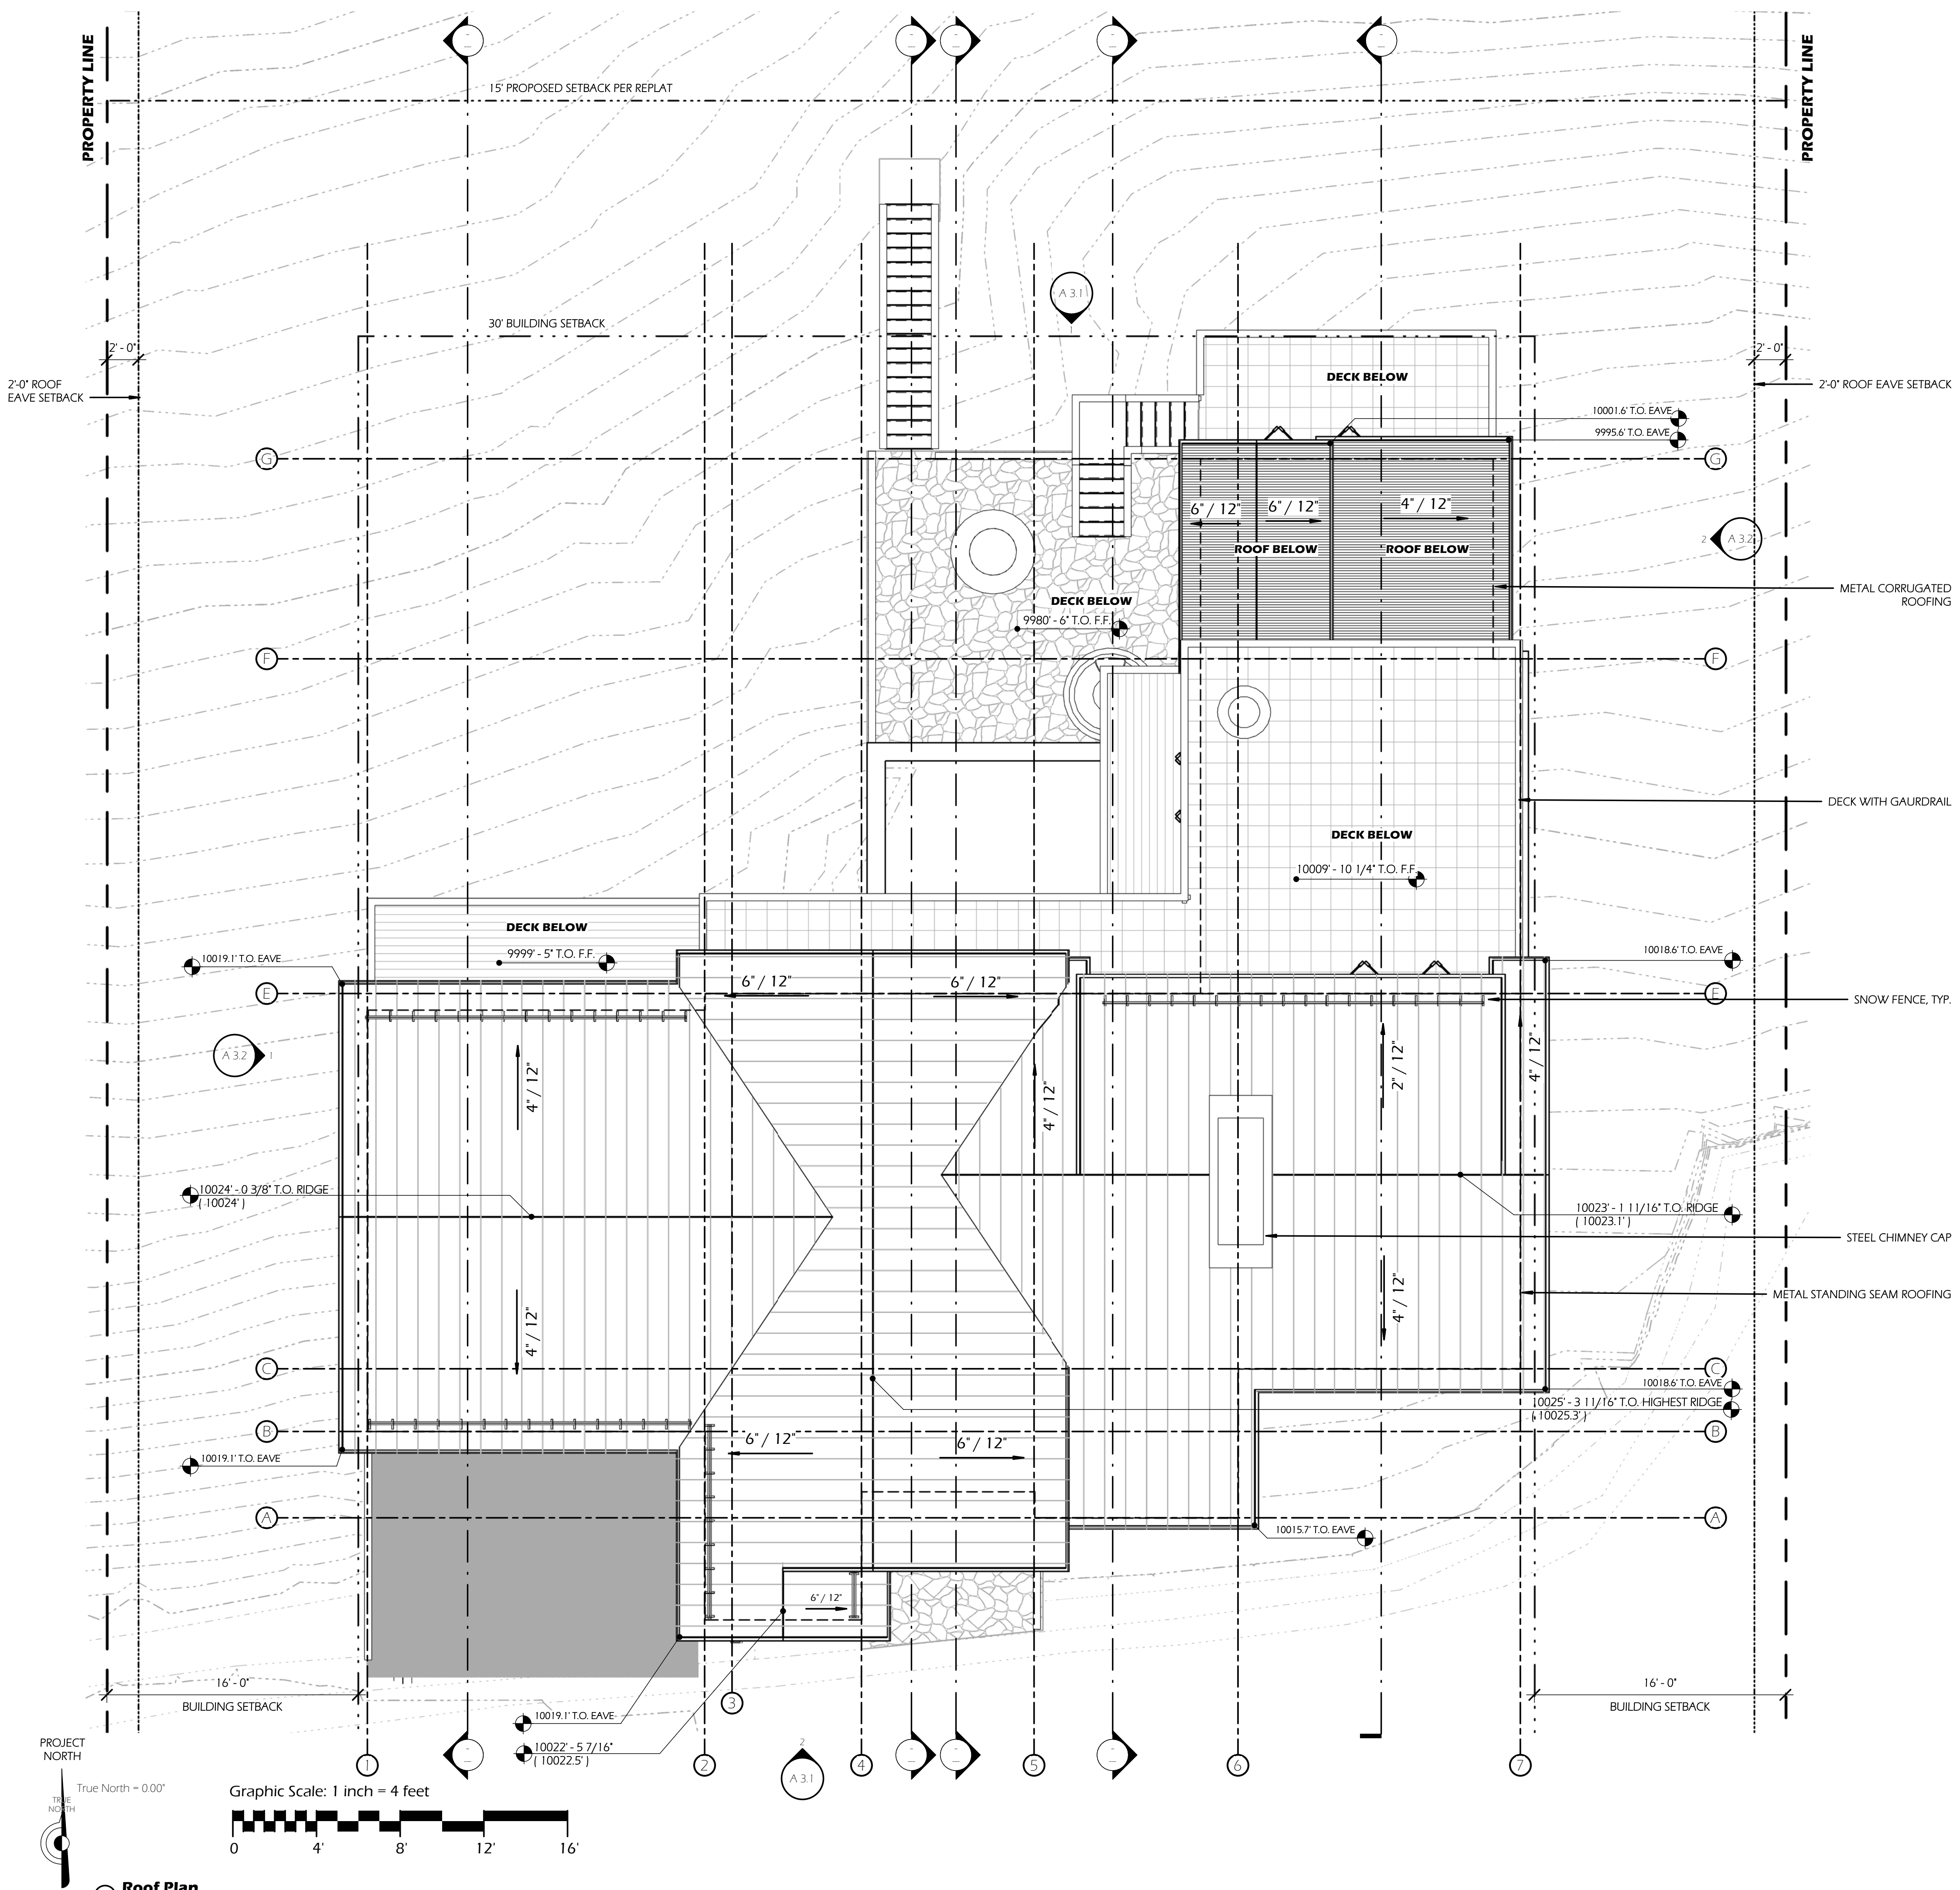 PROPERTY LINE
PROPERTY LINE
15' PROPOSED SETBACK PER REPLAT
A 3.1
30' BUILDING SETBACK
2' - 0"
2' - 0"
2'-0" ROOF
EAVE SETBACK
2'-0" ROOF EAVE SETBACK
DECK BELOW
10001.6' T.O. EAVE
9995.6' T.O. EAVE
G
G
6" / 12"
6" / 12"
4" / 12"
2
A 3.2
ROOF BELOW
ROOF BELOW
METAL CORRUGATED
ROOFING
DECK BELOW
9980' - 6" T.O. F.F.
F
F
DECK WITH GAURDRAIL
DECK BELOW
10009' - 10 1/4" T.O. F.F.
DECK BELOW
9999' - 5" T.O. F.F.
10019.1' T.O. EAVE
10018.6' T.O. EAVE
6" / 12"
6" / 12"
E
E
SNOW FENCE, TYP.
A 3.2
1
4" / 12"
4" / 12"
2" / 12"
4" / 12"
10024' - 0 3/8" T.O. RIDGE
( 10024' )
10023' - 1 11/16" T.O. RIDGE
( 10023.1' )
STEEL CHIMNEY CAP
4" / 12"
4" / 12"
METAL STANDING SEAM ROOFING
C
C
10018.6' T.O. EAVE
10025' - 3 11/16" T.O. HIGHEST RIDGE
( 10025.3' )
B
B
6" / 12"
6" / 12"
10019.1' T.O. EAVE
A
A
10015.7' T.O. EAVE
6" / 12"
16' - 0"
BUILDING SETBACK
16' - 0"
BUILDING SETBACK
3
10019.1' T.O. EAVE
10022' - 5 7/16"
( 10022.5' )
1
2
4
5
6
7
2
A 3.1
PROJECT
NORTH
True North = 0.00°
TRUE
NORTH
Graphic Scale: 1 inch = 4 feet
0
4'
8'
12'
16'
Roof Plan